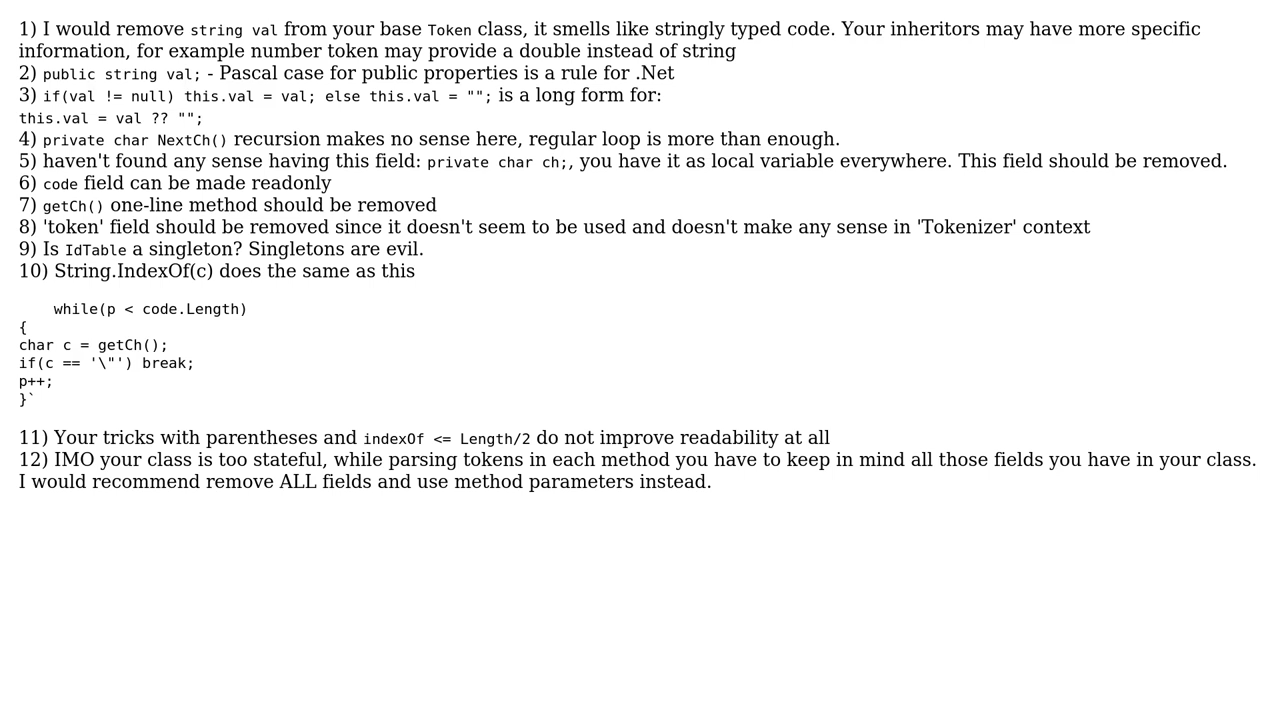 1) I would remove string val from your base Token class, it smells like stringly typed code. Your inheritors may have more specific
information, for example number token may provide a double instead of string
2) public string val; - Pascal case for public properties is a rule for .Net
3) if(val != null) this.val = val; else this.val = ""; is a long form for:
this.val = val ?? "";
4) private char NextCh() recursion makes no sense here, regular loop is more than enough.
5) haven't found any sense having this field: private char ch;, you have it as local variable everywhere. This field should be removed.
6) code field can be made readonly
7) getCh() one-line method should be removed
8) 'token' field should be removed since it doesn't seem to be used and doesn't make any sense in 'Tokenizer' context
9) Is IdTable a singleton? Singletons are evil.
10) String.IndexOf(c) does the same as this
while(p < code.Length)
{
char c = getCh();
if(c == '\"') break;
p++;
}`
11) Your tricks with parentheses and indexOf <= Length/2 do not improve readability at all
12) IMO your class is too stateful, while parsing tokens in each method you have to keep in mind all those fields you have in your class.
I would recommend remove ALL fields and use method parameters instead.